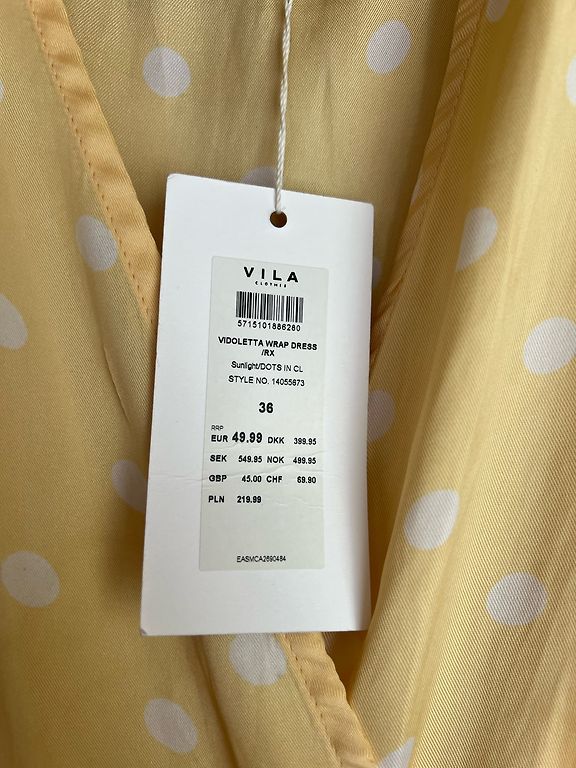 VILA
CLOTHES
5715101886260
VIDOLETTA WRAP DRESS
/RX
Sunlight/DOTS IN CL
STYLE NO. 14055673
36
RRP
EUR 49.99 DKK 399.95
SEK 549.95 NOK 499.95
GBP 45.00 CHF 69.90
PLN 219.99
EASMCA2690484